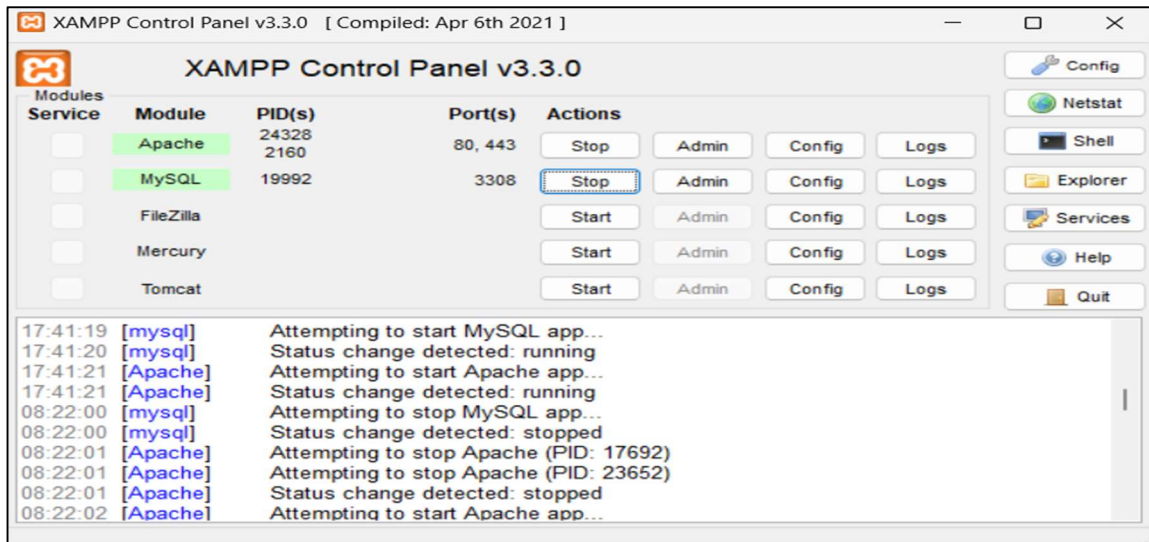 XAMPP Control Panel v3.3.0 [ Compiled: Apr 6th 2021 ]
XAMPP Control Panel v3.3.0
Config
Modules
Netstat
Service Module PID(s) Port(s) Actions
Apache 24328 2160 80, 443 Stop Admin Config Logs
Shell
MySQL 19992 3308 Stop Admin Config Logs
Explorer
FileZilla Start Admin Config Logs
Services
Mercury Start Admin Config Logs
Help
Tomcat Start Admin Config Logs
Quit
17:41:19 [mysql] Attempting to start MySQL app...
17:41:20 [mysql] Status change detected: running
17:41:21 [Apache] Attempting to start Apache app...
17:41:21 [Apache] Status change detected: running
08:22:00 [mysql] Attempting to stop MySQL app...
08:22:00 [mysql] Status change detected: stopped
08:22:01 [Apache] Attempting to stop Apache (PID: 17692)
08:22:01 [Apache] Attempting to stop Apache (PID: 23652)
08:22:01 [Apache] Status change detected: stopped
08:22:02 [Apache] Attempting to start Apache app...